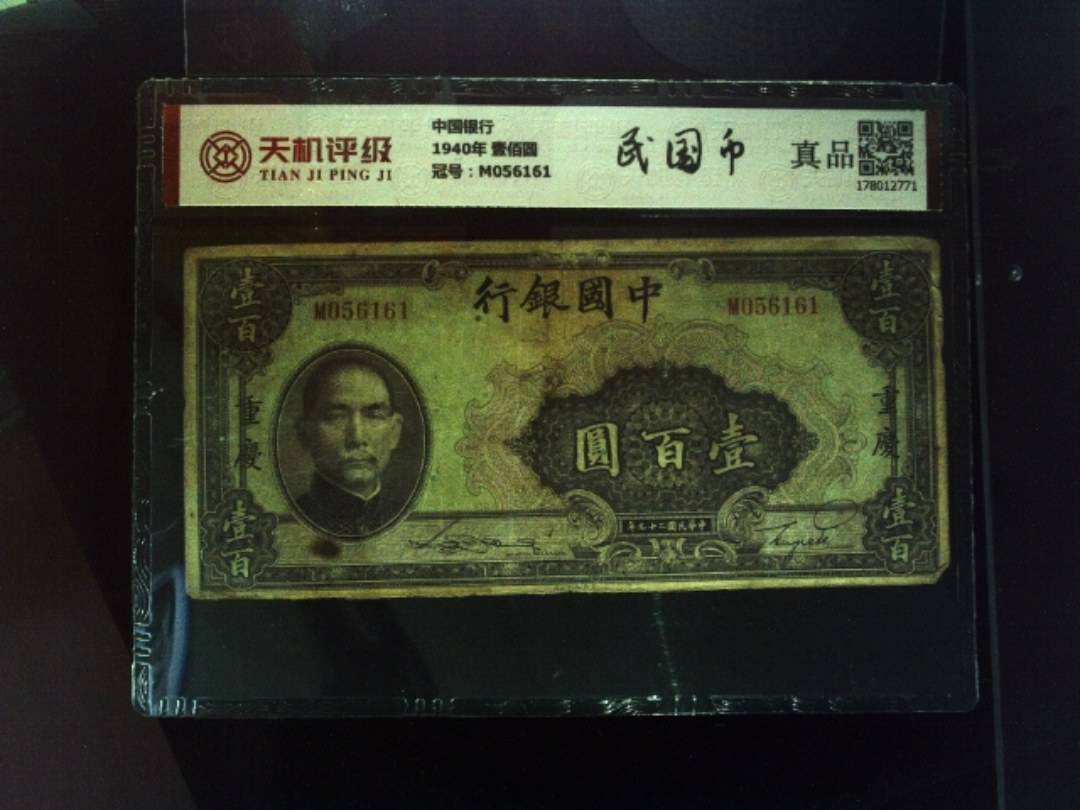 天机评级
TIAN JI PING JI
中国银行
1940年 壹佰圆
冠号：M056161
民国币
真品
178012771
壹百
壹百
行銀國中
M056161
M056161
重慶
重慶
圓百壹
年九十二國民華中
壹百
壹百